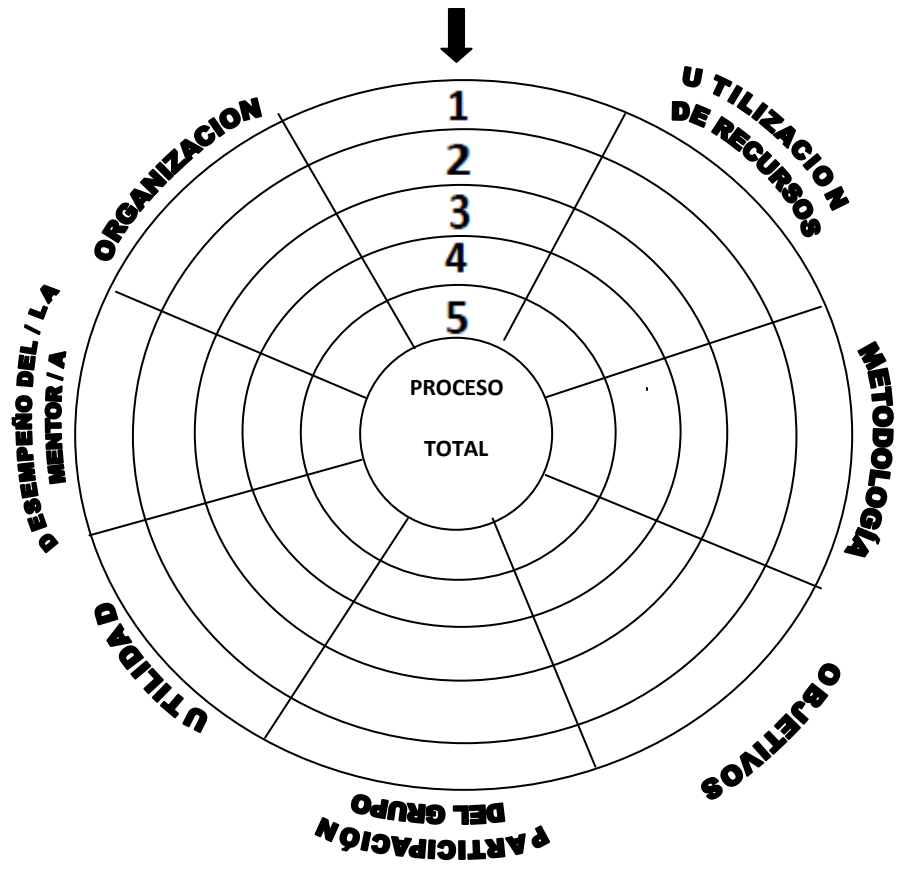 1
2
3
4
5
PROCESO
TOTAL
U TILIZACION
DE RECURSOS
METODOLOGÍA
OBJETIVOS
PARTICIPACIÓN
DEL GRUPO
UTILIDAD
DESEMPEÑO DEL / LA
MENTOR / A
ORGANIZACION